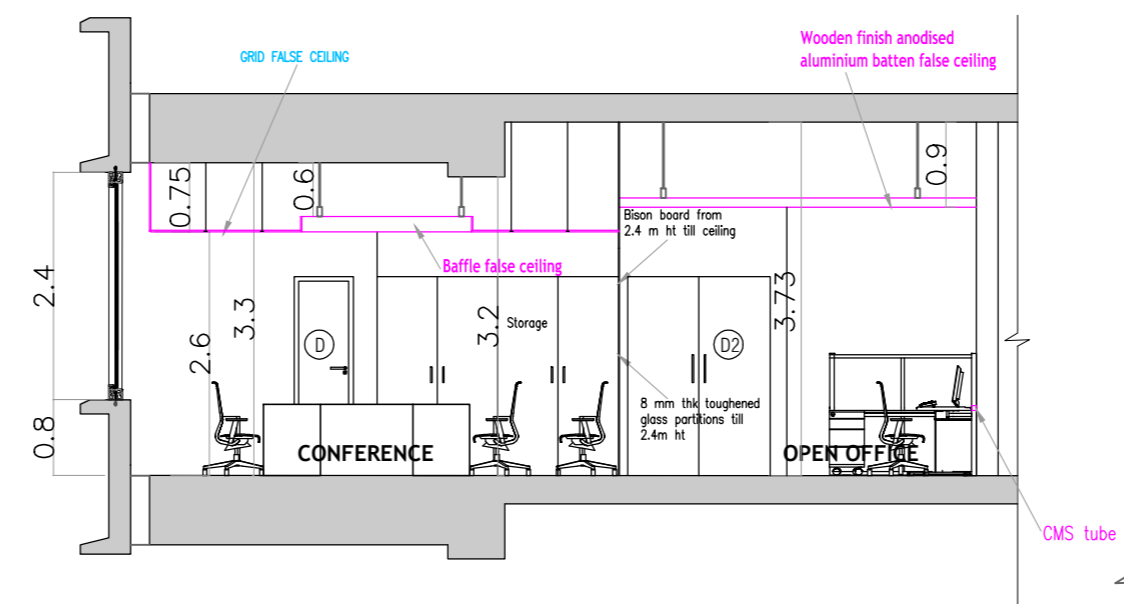 Wooden finish anodised
aluminium batten false ceiling
GRID FALSE CEILING
0.75
0.6
0.9
Bison board from
2.4 m ht till ceiling
Baffle false ceiling
2.4
2.6
3.3
3.2
3.73
Storage
D
D2
8 mm thk toughened
glass partitions till
2.4m ht
0.8
CONFERENCE
OPEN OFFICE
CMS tube